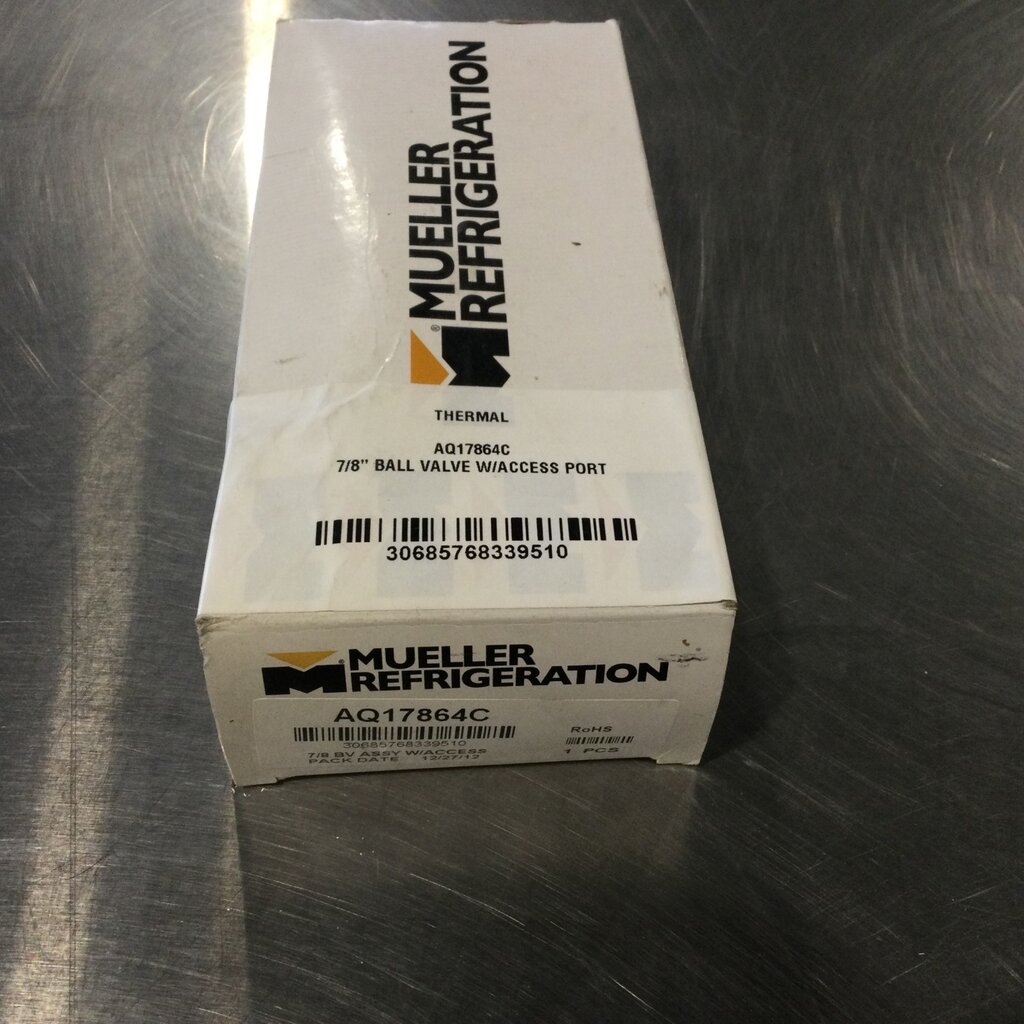 MUELLER
REFRIGERATION
®
THERMAL
AQ17864C
7/8" BALL VALVE W/ACCESS PORT
30685768339510
MUELLER
REFRIGERATION
®
AQ17864C
30685768339510
7/8 BV ASSY W/ACCESS
PACK DATE 12/27/12
RoHS
1 PCS